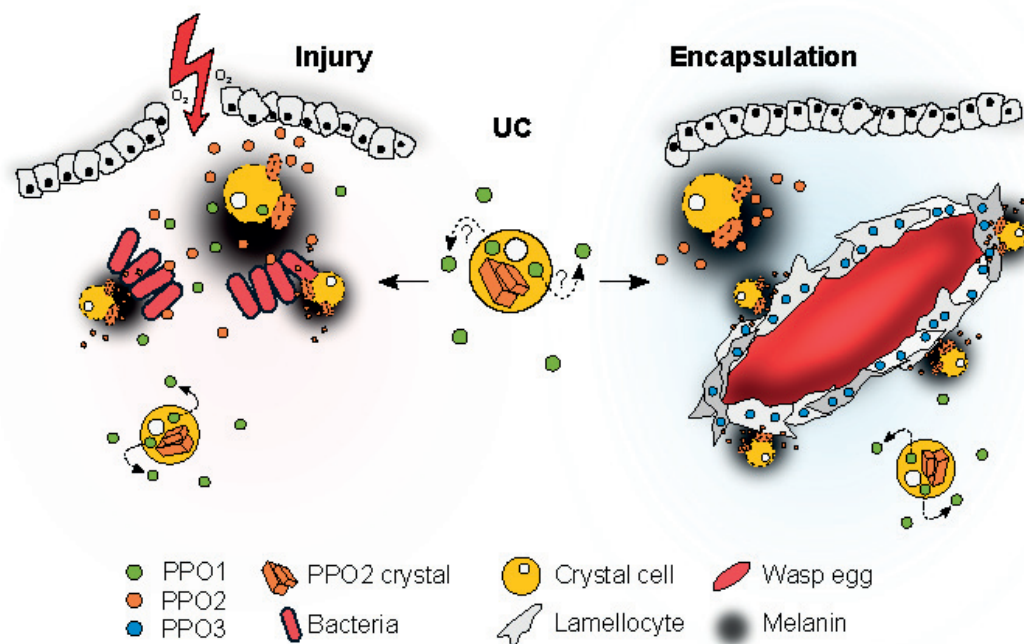 Injury
Encapsulation
O2
O2
UC
?
?
PPO1
PPO2 crystal
Crystal cell
Wasp egg
PPO2
PPO3
Bacteria
Lamellocyte
Melanin